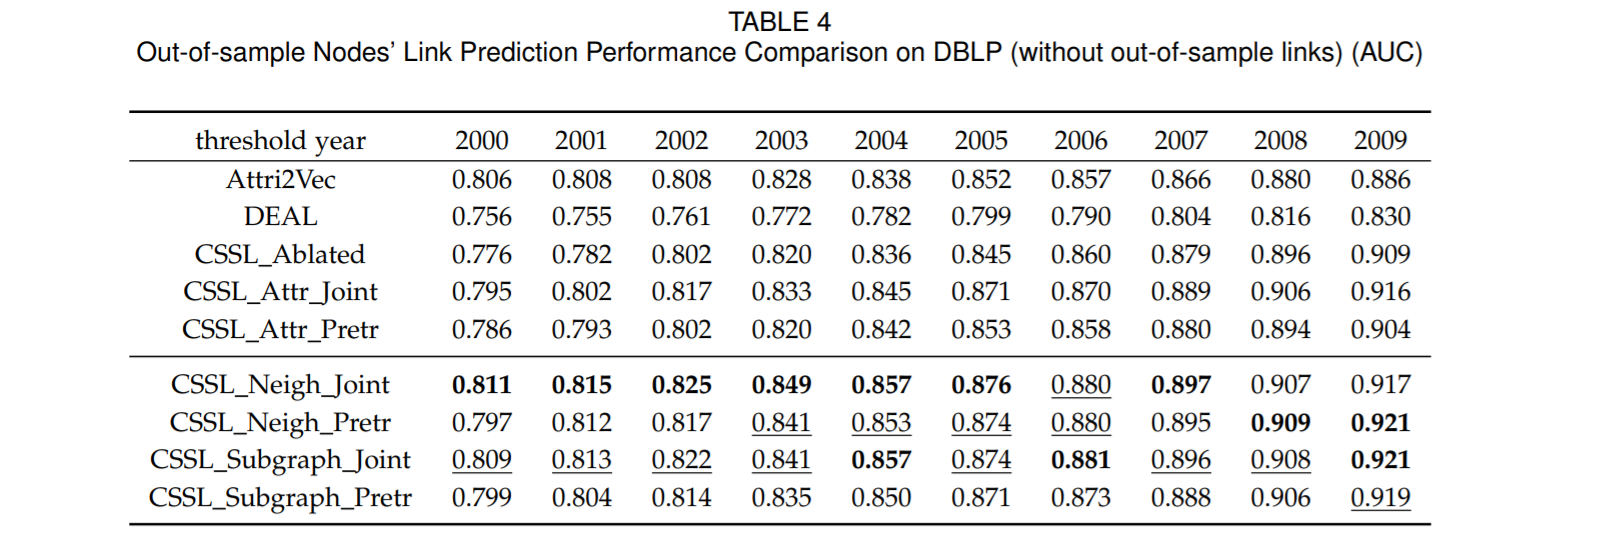 TABLE 4
Out-of-sample Nodes’ Link Prediction Performance Comparison on DBLP (without out-of-sample links) (AUC)
threshold year 2000 2001 2002 2003 2004 2005 2006 2007 2008 2009
Attri2Vec 0.806 0.808 0.808 0.828 0.838 0.852 0.857 0.866 0.880 0.886
DEAL 0.756 0.755 0.761 0.772 0.782 0.799 0.790 0.804 0.816 0.830
CSSL_Ablated 0.776 0.782 0.802 0.820 0.836 0.845 0.860 0.879 0.896 0.909
CSSL_Attr_Joint 0.795 0.802 0.817 0.833 0.845 0.871 0.870 0.889 0.906 0.916
CSSL_Attr_Pretr 0.786 0.793 0.802 0.820 0.842 0.853 0.858 0.880 0.894 0.904
CSSL_Neigh_Joint 0.811 0.815 0.825 0.849 0.857 0.876 0.880 0.897 0.907 0.917
CSSL_Neigh_Pretr 0.797 0.812 0.817 0.841 0.853 0.874 0.880 0.895 0.909 0.921
CSSL_Subgraph_Joint 0.809 0.813 0.822 0.841 0.857 0.874 0.881 0.896 0.908 0.921
CSSL_Subgraph_Pretr 0.799 0.804 0.814 0.835 0.850 0.871 0.873 0.888 0.906 0.919